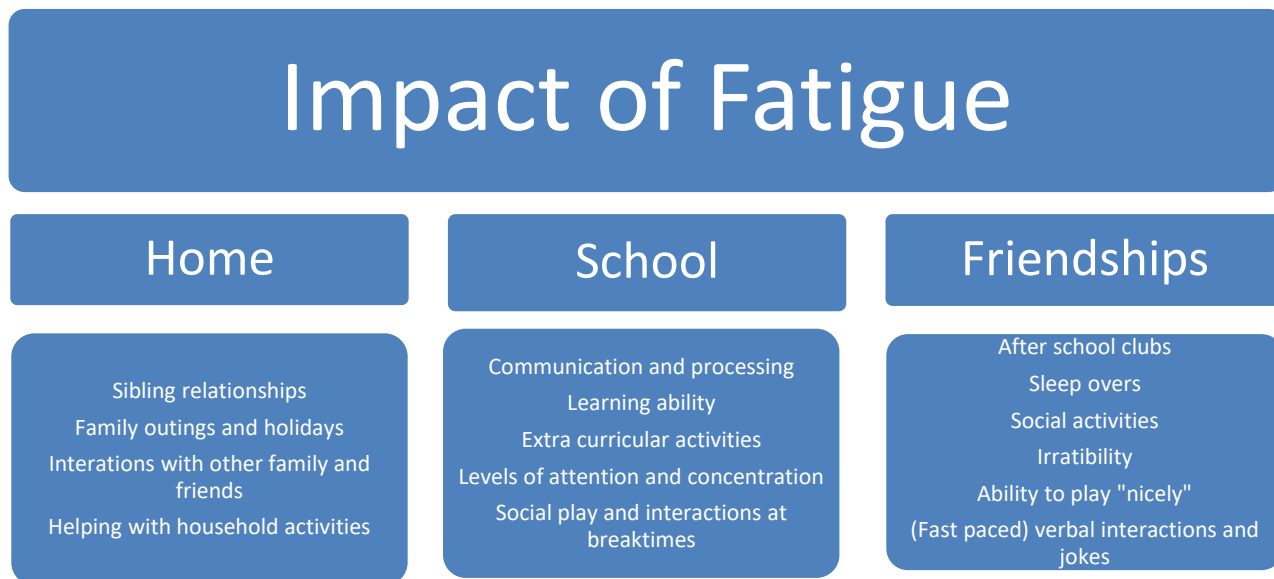 Impact of Fatigue
Home
Sibling relationships
Family outings and holidays
Interations with other family and
friends
Helping with household activities
School
Communication and processing
Learning ability
Extra curricular activities
Levels of attention and concentration
Social play and interactions at
breaktimes
Friendships
After school clubs
Sleep overs
Social activities
Irratibility
Ability to play "nicely"
(Fast paced) verbal interactions and
jokes